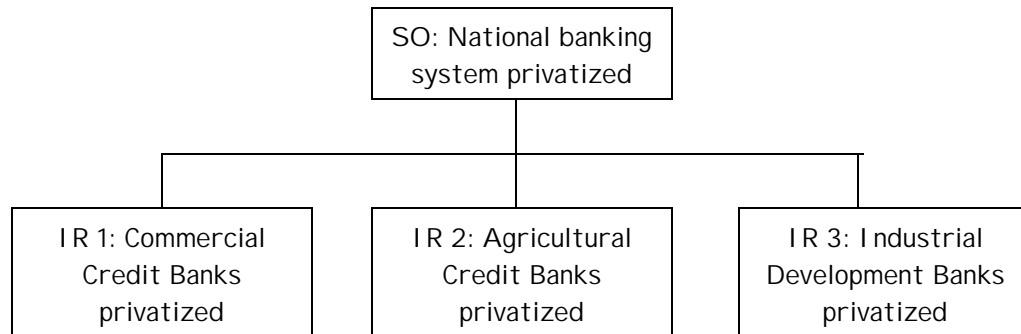 SO: National banking
system privatized
IR 1: Commercial
Credit Banks
privatized
IR 2: Agricultural
Credit Banks
privatized
IR 3: Industrial
Development Banks
privatized